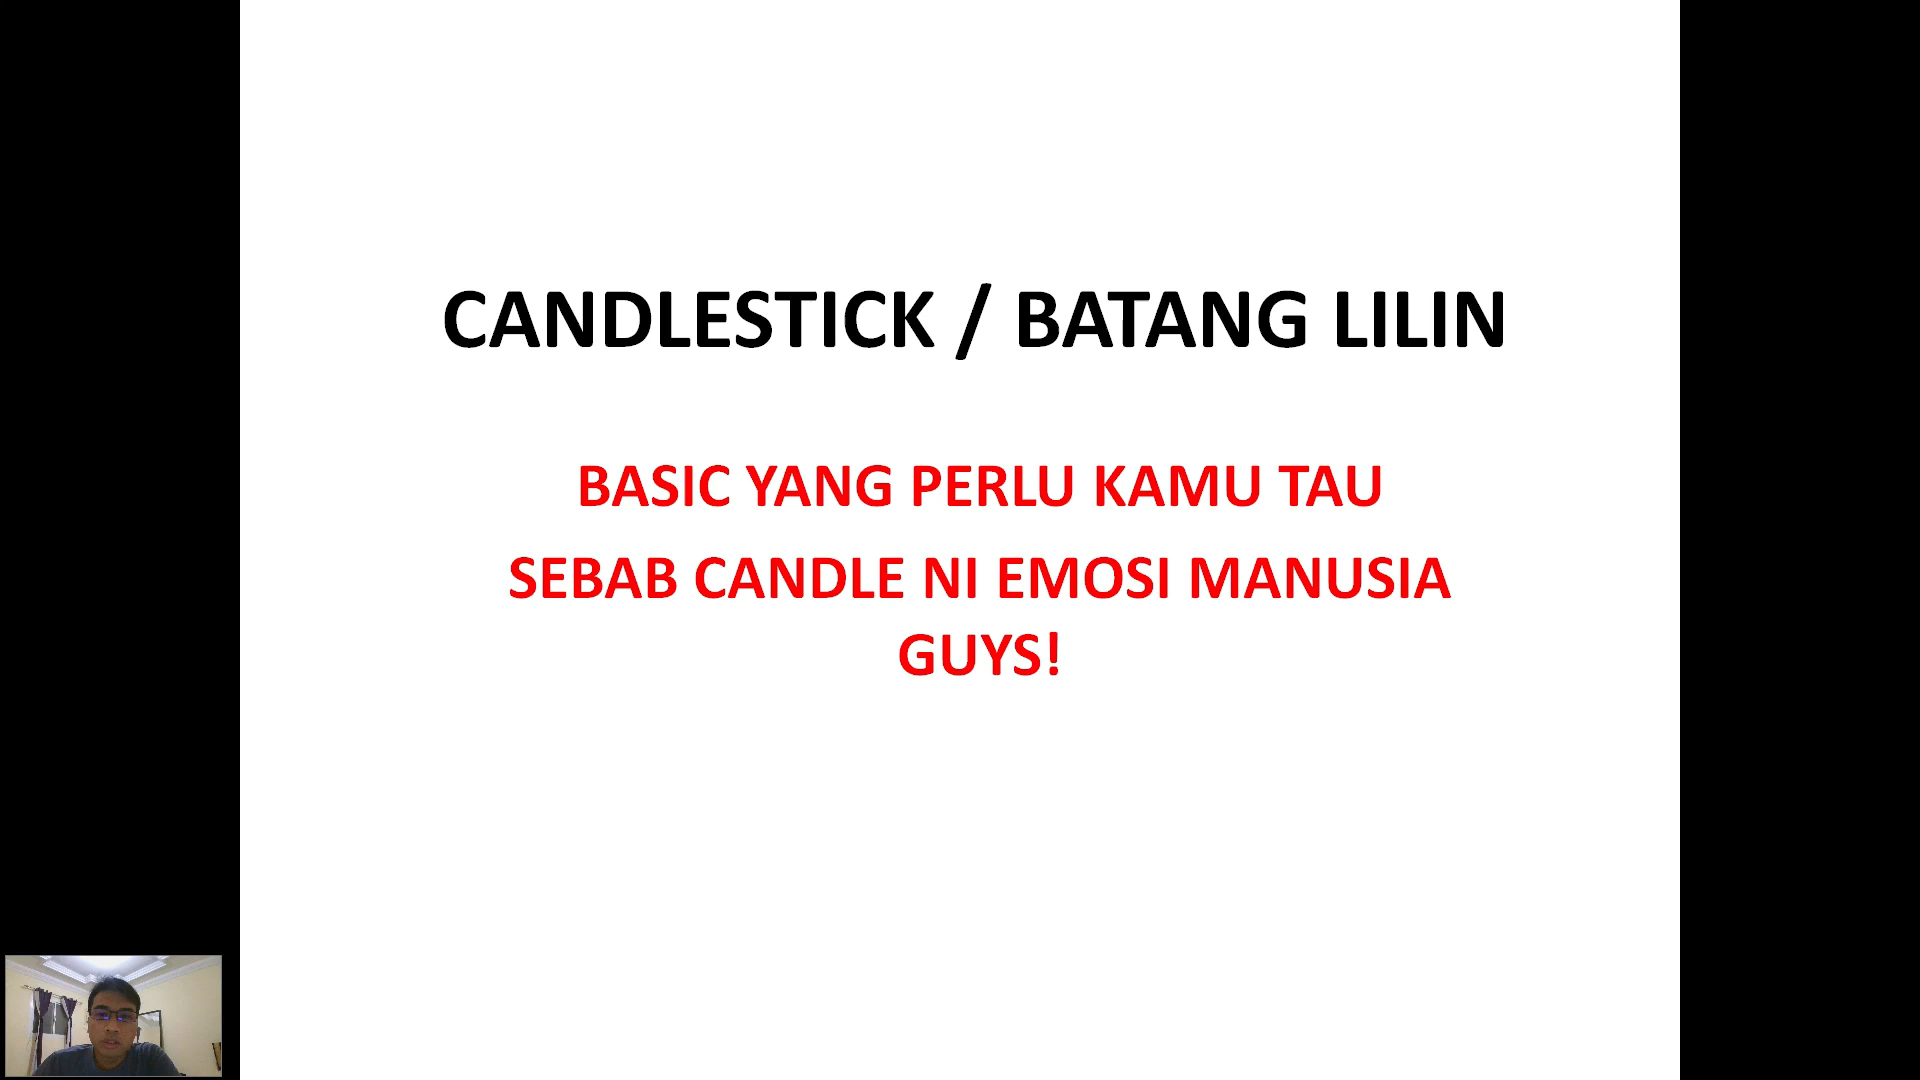 CANDLESTICK / BATANG LILIN
BASIC YANG PERLU KAMU TAU
SEBAB CANDLE NI EMOSI MANUSIA
GUYS!